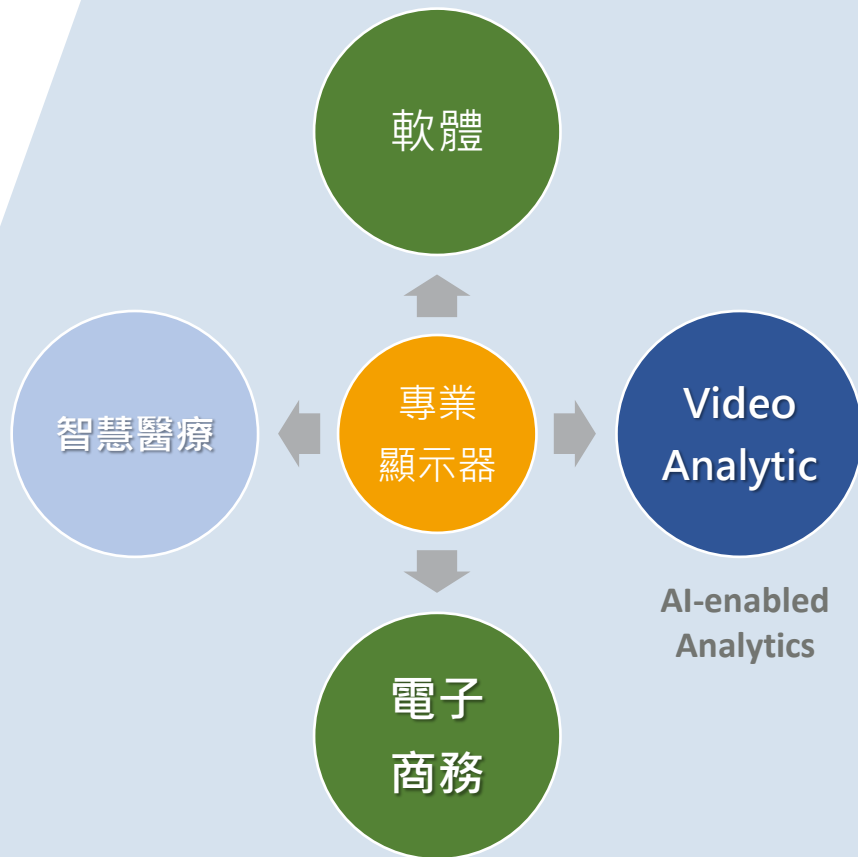 軟體
智慧醫療
專業
顯示器
Video
Analytic
AI-enabled
Analytics
電子
商務